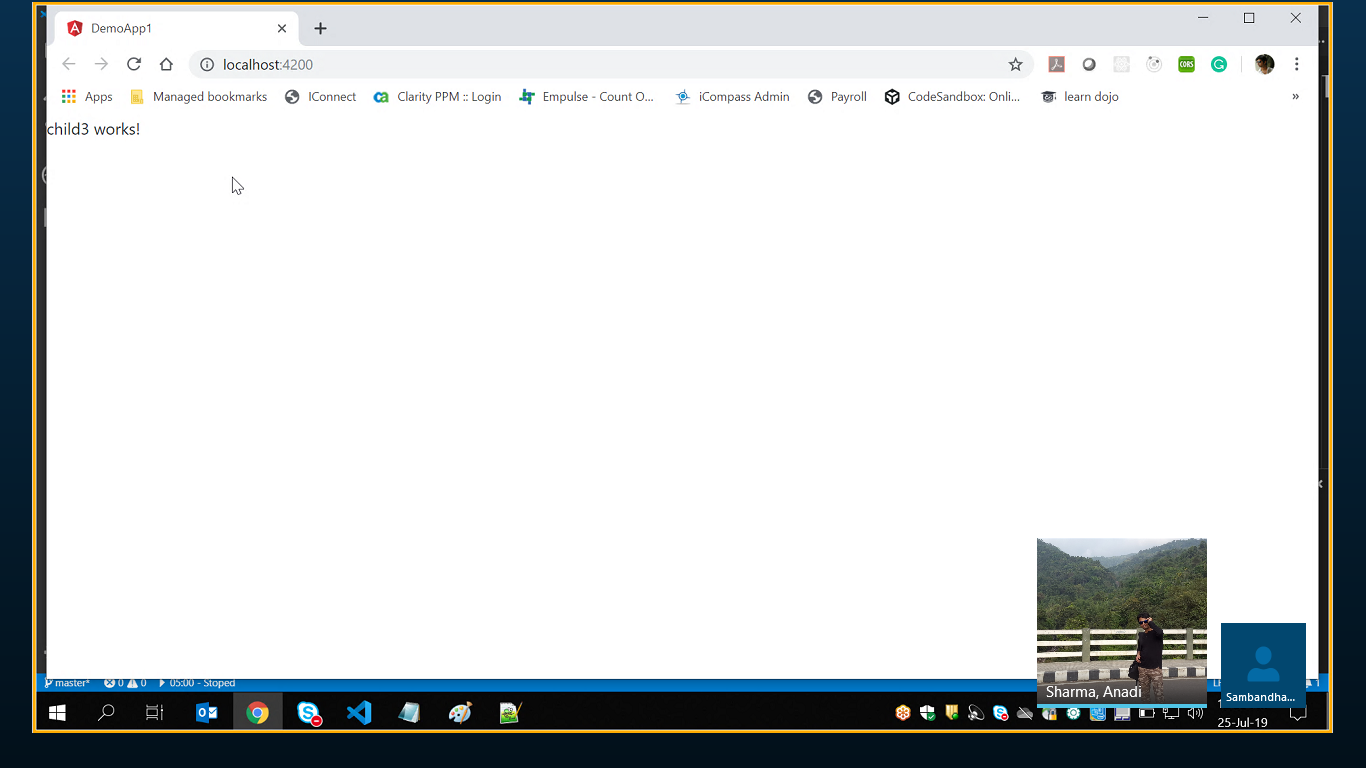 DemoApp1
localhost:4200
Apps Managed bookmarks IConnect Clarity PPM :: Login Empulse - Count O... iCompass Admin Payroll CodeSandbox: Onli... learn dojo »
child3 works!
master* 0 0 05:00 - Stoped
Sharma, Anadi
Sambandha...
25-Jul-19